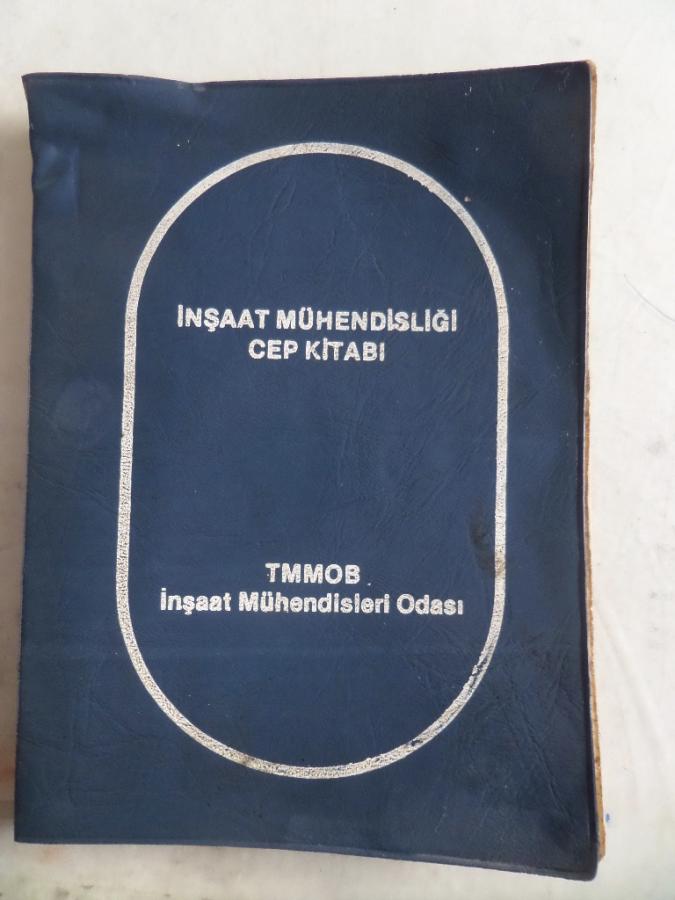 İNŞAAT MÜHENDİSLİĞİ
CEP KİTABI
TMMOB
İnşaat Mühendisleri Odası